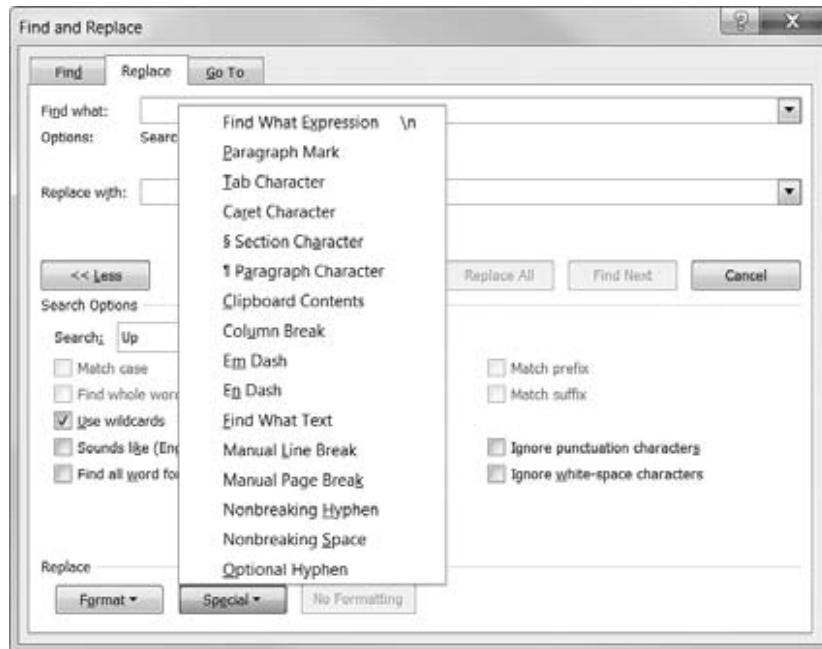 Find and Replace
Find Replace Go To
Find what:
Options: Searc
Replace with:
Find What Expression \n
Paragraph Mark
Tab Character
Caret Character
§ Section Character
¶ Paragraph Character
Clipboard Contents
Column Break
Em Dash
En Dash
Find What Text
Manual Line Break
Manual Page Break
Nonbreaking Hyphen
Nonbreaking Space
Optional Hyphen
<< Less Replace All Find Next Cancel
Search Options
Search: Up
Match case
Find whole word
Use wildcards
Sounds like (Eng
Find all word for
Match prefix
Match suffix
Ignore punctuation characters
Ignore white-space characters
Replace
Format Special No Formatting